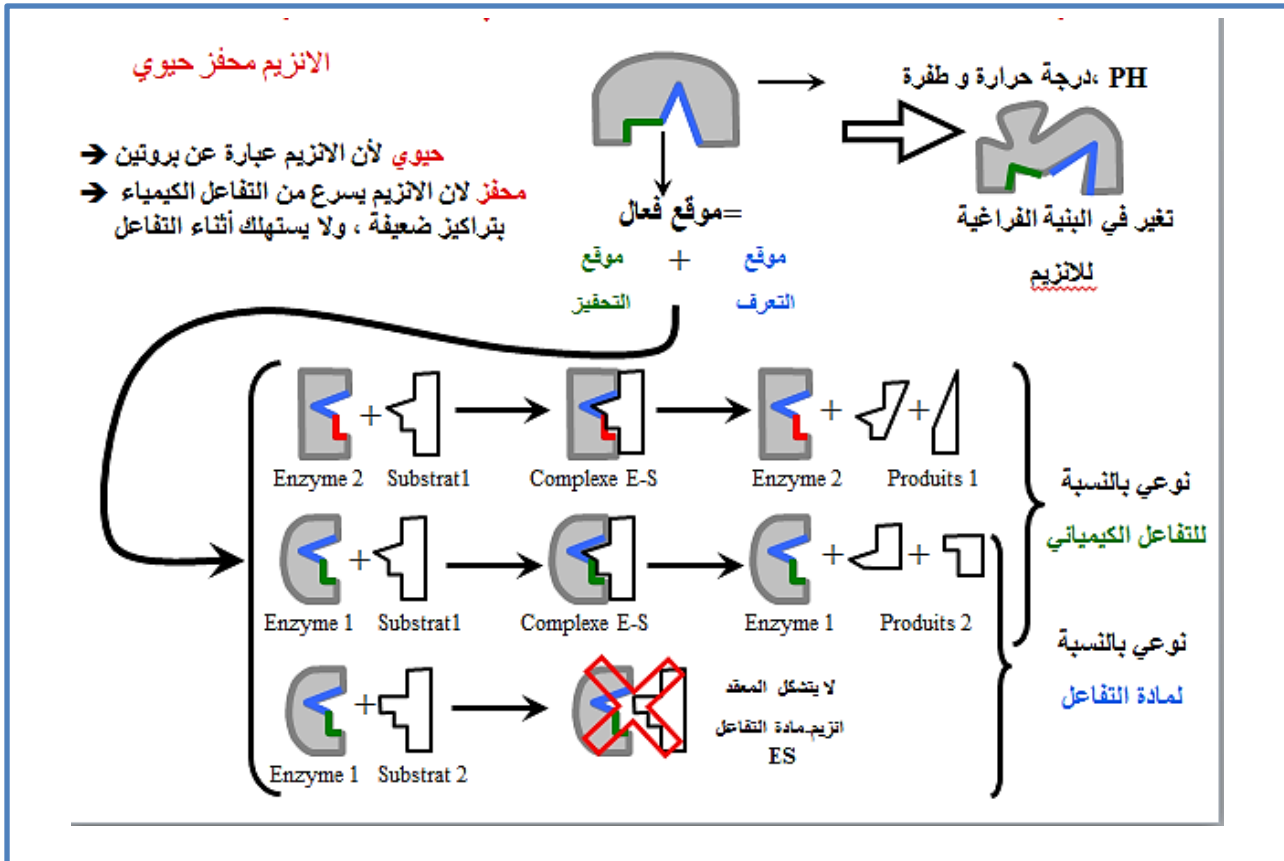 الانزيم محفز حيوي
PH ،درجة حرارة و طفرة
➔ حيوي لأن الانزيم عبارة عن بروتين
➔ محفز لان الانزيم يسرع من التفاعل الكيمياء
بتراكيز ضعيفة ، ولا يستهلك أثناء التفاعل
=موقع فعال
موقع التعرف + موقع التحفيز
تغير في البنية الفراغية
للانزيم
Enzyme 2 + Substrat1
Complexe E-S
Enzyme 2 + Produits 1
نوعي بالنسبة
للتفاعل الكيميائي
Enzyme 1 + Substrat1
Complexe E-S
Enzyme 1 + Produits 2
نوعي بالنسبة
لمادة التفاعل
Enzyme 1 + Substrat 2
لا يتشكل المعقد
انزيم-مادة التفاعل
ES